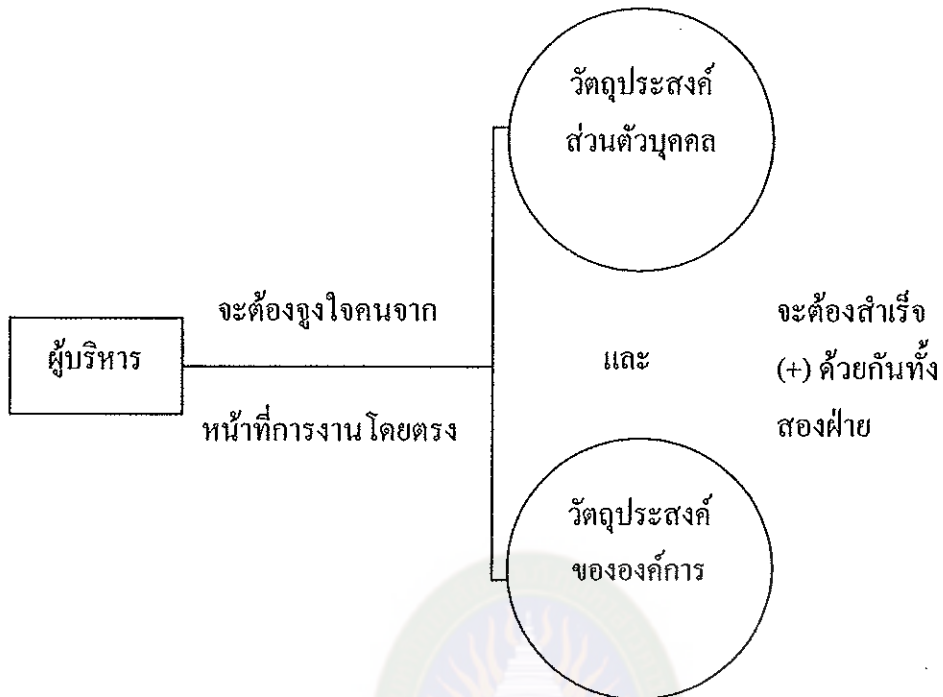 วัตถุประสงค์
ส่วนตัวบุคคล
จะต้องจูงใจคนจาก
ผู้บริหาร
หน้าที่การงานโดยตรง
และ
จะต้องสำเร็จ
(+) ด้วยกันทั้ง
สองฝ่าย
วัตถุประสงค์
ขององค์การ